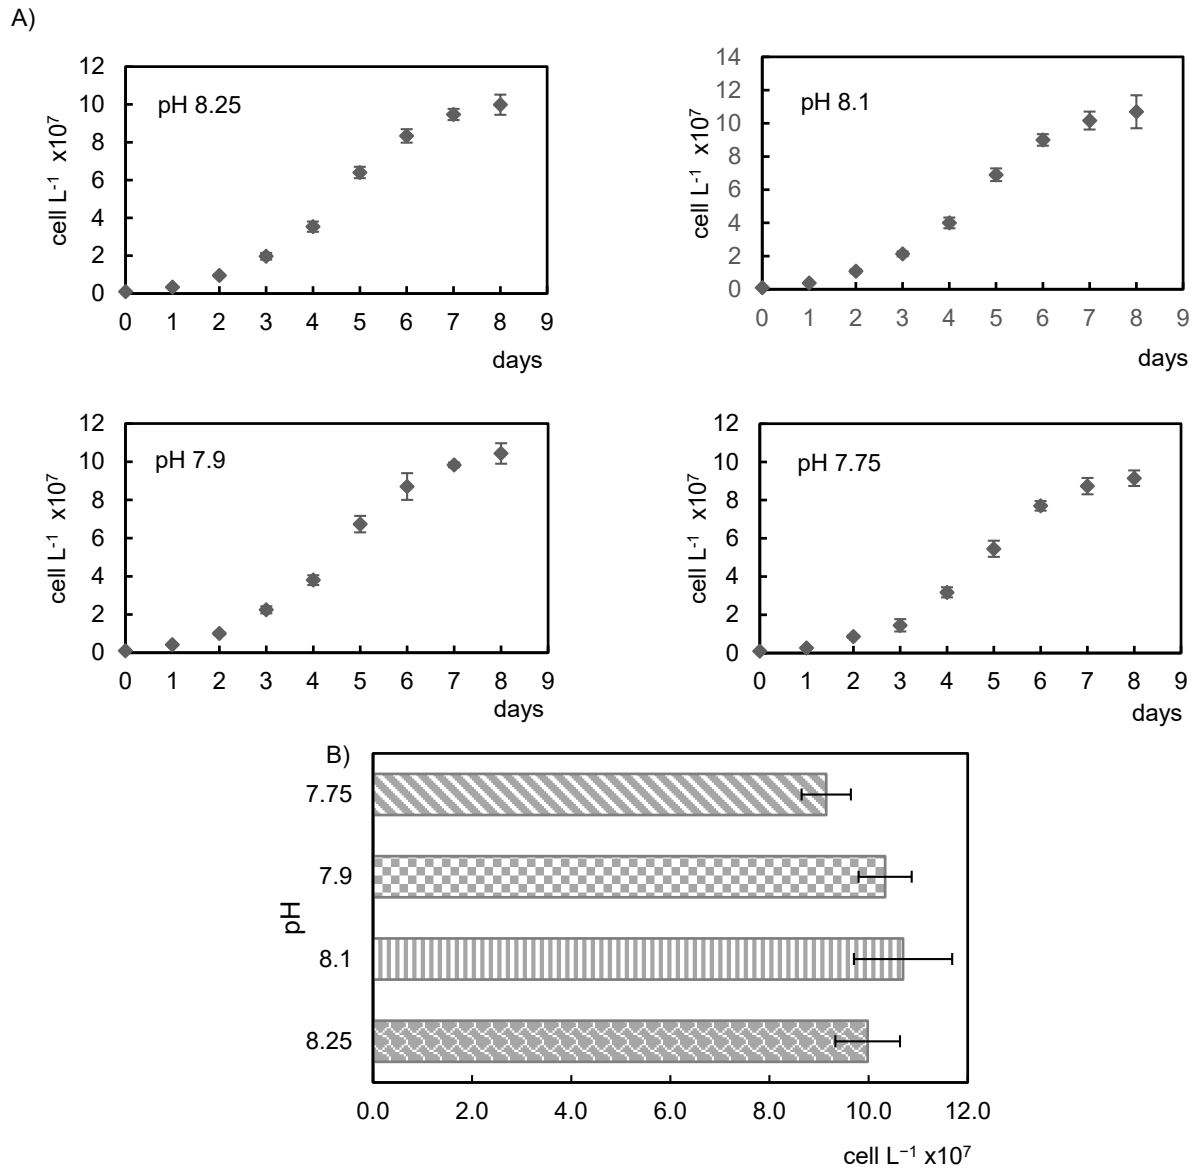 A)
12
10
8
6
4
2
0
cell L⁻¹ x10⁷
pH 8.25
0 1 2 3 4 5 6 7 8 9
days
14
12
10
8
6
4
2
0
cell L⁻¹ x10⁷
pH 8.1
0 1 2 3 4 5 6 7 8 9
days
12
10
8
6
4
2
0
cell L⁻¹ x10⁷
pH 7.9
0 1 2 3 4 5 6 7 8 9
days
12
10
8
6
4
2
0
cell L⁻¹ x10⁷
pH 7.75
0 1 2 3 4 5 6 7 8 9
days
B)
7.75
7.9
8.1
8.25
pH
0.0 2.0 4.0 6.0 8.0 10.0 12.0
cell L⁻¹ x10⁷